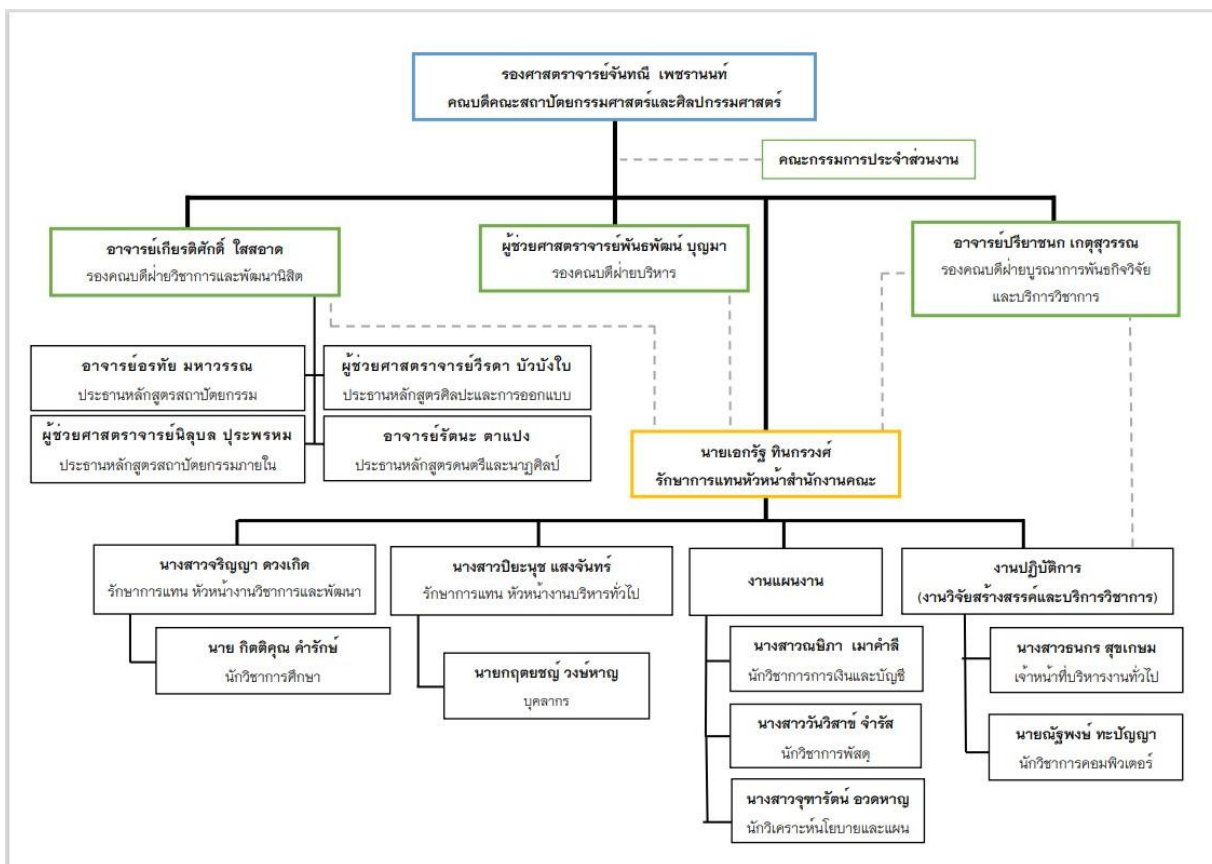 รองศาสตราจารย์จันทณี เพชรานนท์
คณบดีคณะสถาปัตยกรรมศาสตร์และศิลปกรรมศาสตร์
คณะกรรมการประจำส่วนงาน
อาจารย์เกียรติศักดิ์ ใสสอาด
รองคณบดีฝ่ายวิชาการและพัฒนานิสิต
ผู้ช่วยศาสตราจารย์พันธพัฒน์ บุญมา
รองคณบดีฝ่ายบริหาร
อาจารย์ปรียาชนก เกตุสุวรรณ
รองคณบดีฝ่ายบูรณาการพันธกิจวิจัย
และบริการวิชาการ
อาจารย์อรทัย มหาวรรณ
ประธานหลักสูตรสถาปัตยกรรม
ผู้ช่วยศาสตราจารย์วีรดา บัวบังใบ
ประธานหลักสูตรศิลปะและการออกแบบ
ผู้ช่วยศาสตราจารย์นิลุบล ปุระพรหม
ประธานหลักสูตรสถาปัตยกรรมภายใน
อาจารย์รัตนะ ตาแปง
ประธานหลักสูตรดนตรีและนาฏศิลป์
นายเอกรัฐ ทินกรวงศ์
รักษาการแทนหัวหน้าสำนักงานคณะ
นางสาวจริญญา ดวงเกิด
รักษาการแทน หัวหน้างานวิชาการและพัฒนา
นางสาวปิยะนุช แสงจันทร์
รักษาการแทน หัวหน้างานบริหารทั่วไป
งานแผนงาน
งานปฏิบัติการ
(งานวิจัยสร้างสรรค์และบริการวิชาการ)
นาย กิตติคุณ คำรักษ์
นักวิชาการศึกษา
นายกฤตยชญ์ วงษ์หาญ
บุคลากร
นางสาวณษิภา เมาคำลี
นักวิชาการการเงินและบัญชี
นางสาววันวิสาข์ จำรัส
นักวิชาการพัสดุ
นางสาวจุฑารัตน์ อวดหาญ
นักวิเคราะห์นโยบายและแผน
นางสาวธนกร สุขเกษม
เจ้าหน้าที่บริหารงานทั่วไป
นายณัฐพงษ์ ทะปัญญา
นักวิชาการคอมพิวเตอร์